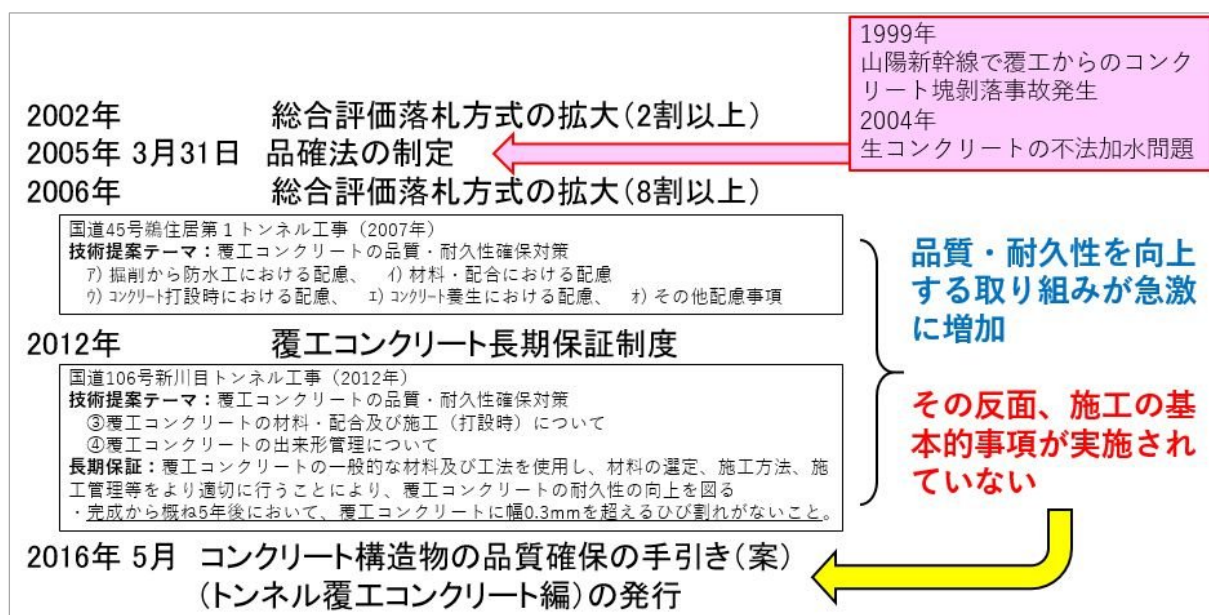 1999年
山陽新幹線で覆工からのコンク
リート塊剝落事故発生
2004年
生コンクリートの不法加水問題
2002年 総合評価落札方式の拡大(2割以上)
2005年 3月31日 品確法の制定
2006年 総合評価落札方式の拡大(8割以上)
国道45号鵜住居第1トンネル工事(2007年)
技術提案テーマ:覆工コンクリートの品質・耐久性確保対策
ア) 掘削から防水工における配慮、 イ) 材料・配合における配慮
ウ) コンクリート打設時における配慮、 エ) コンクリート養生における配慮、 オ) その他配慮事項
品質・耐久性を向上
する取り組みが急激
に増加
2012年 覆工コンクリート長期保証制度
国道106号新川目トンネル工事(2012年)
技術提案テーマ:覆工コンクリートの品質・耐久性確保対策
③覆工コンクリートの材料・配合及び施工(打設時)について
④覆工コンクリートの出来形管理について
長期保証:覆工コンクリートの一般的な材料及び工法を使用し、材料の選定、施工方法、施
工管理等をより適切に行うことにより、覆工コンクリートの耐久性の向上を図る
・完成から概ね5年後において、覆工コンクリートに幅0.3mmを超えるひび割れがないこと。
その反面、施工の基
本的事項が実施され
ていない
2016年 5月 コンクリート構造物の品質確保の手引き(案)
(トンネル覆工コンクリート編)の発行